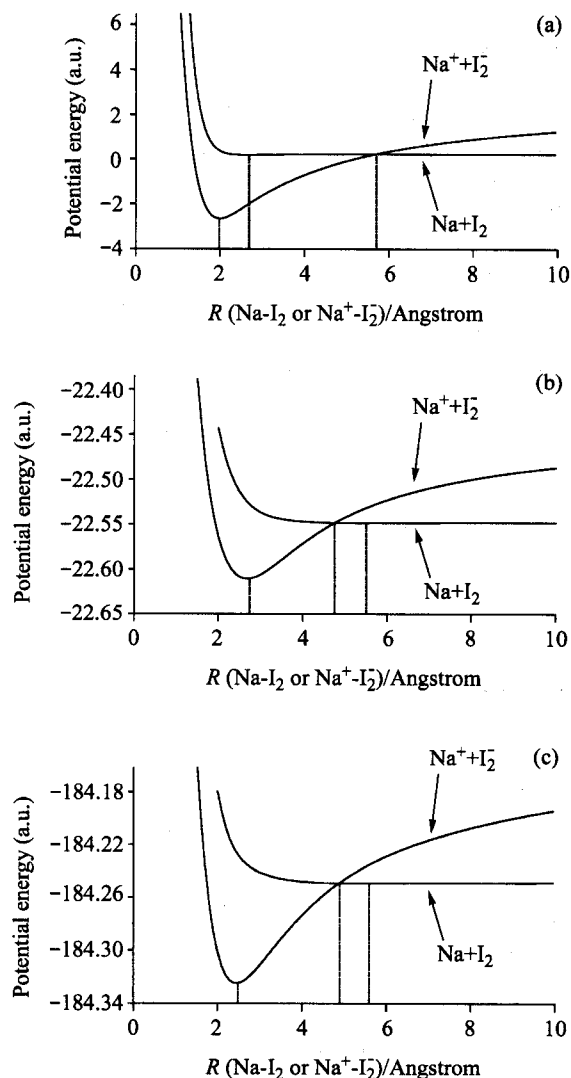 (a)
6
4
2
0
−2
−4
Potential energy (a.u.)
Na⁺+I₂⁻
Na+I₂
0 2 4 6 8 10
R (Na-I₂ or Na⁺-I₂⁻)/Angstrom
(b)
−22.40
−22.45
−22.50
−22.55
−22.60
−22.65
Potential energy (a.u.)
Na⁺+I₂⁻
Na+I₂
0 2 4 6 8 10
R (Na-I₂ or Na⁺-I₂⁻)/Angstrom
(c)
−184.18
−184.22
−184.26
−184.30
−184.34
Potential energy (a.u.)
Na⁺+I₂⁻
Na+I₂
0 2 4 6 8 10
R (Na-I₂ or Na⁺-I₂⁻)/Angstrom